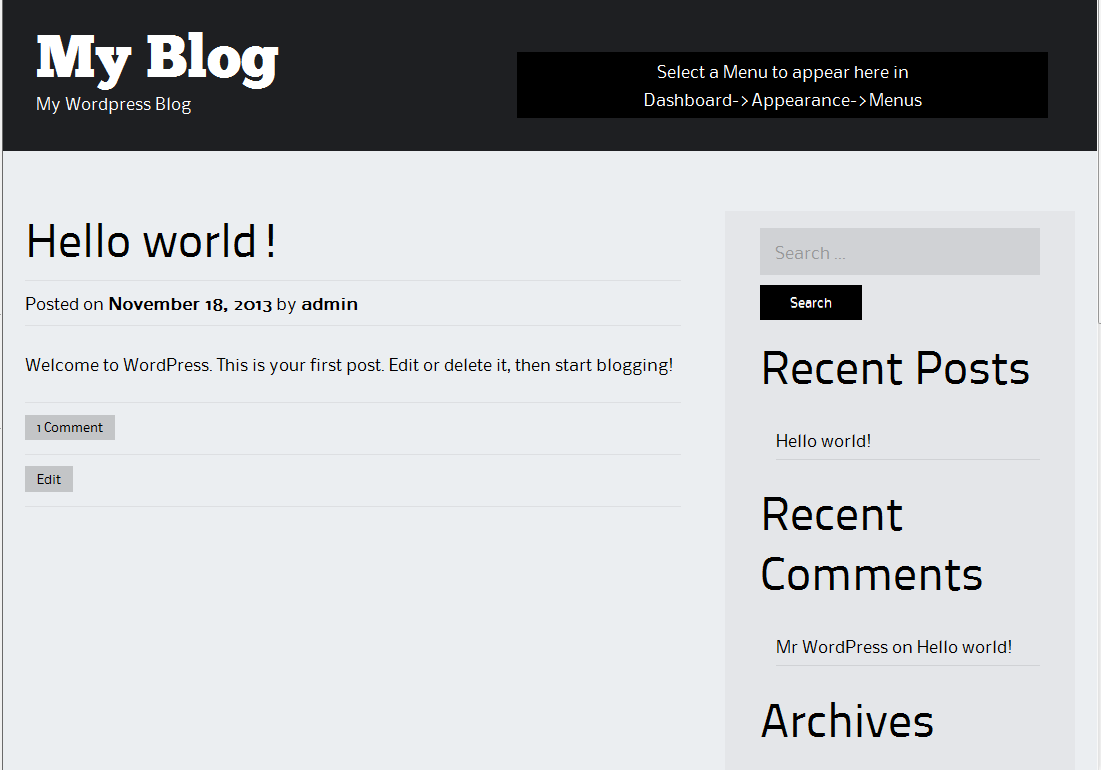 My Blog
My Wordpress Blog
Select a Menu to appear here in
Dashboard->Appearance->Menus
Hello world!
Posted on November 18, 2013 by admin
Welcome to WordPress. This is your first post. Edit or delete it, then start blogging!
1 Comment
Edit
Search ...
Search
Recent Posts
Hello world!
Recent
Comments
Mr WordPress on Hello world!
Archives